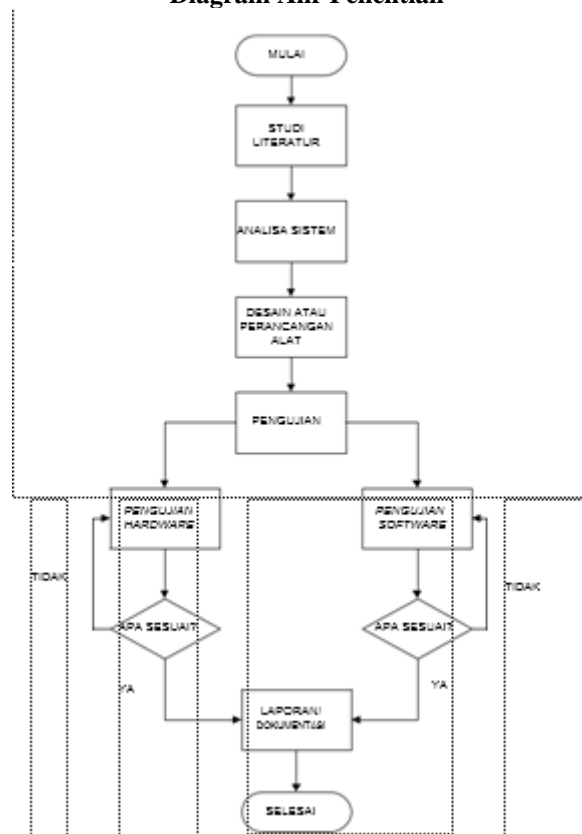 Diagram Alir Penelitian
MULAI
STUDI
LITERATUR
ANALISA SISTEM
DESAIN ATAU
PERANCANGAN
ALAT
PENGUJIAN
PENGUJIAN
HARDWARE
PENGUJIAN
SOFTWARE
TIDAK
TIDAK
APA SESUAI?
APA SESUAI?
YA
YA
LAPORAN/
DOKUMENTASI
SELESAI